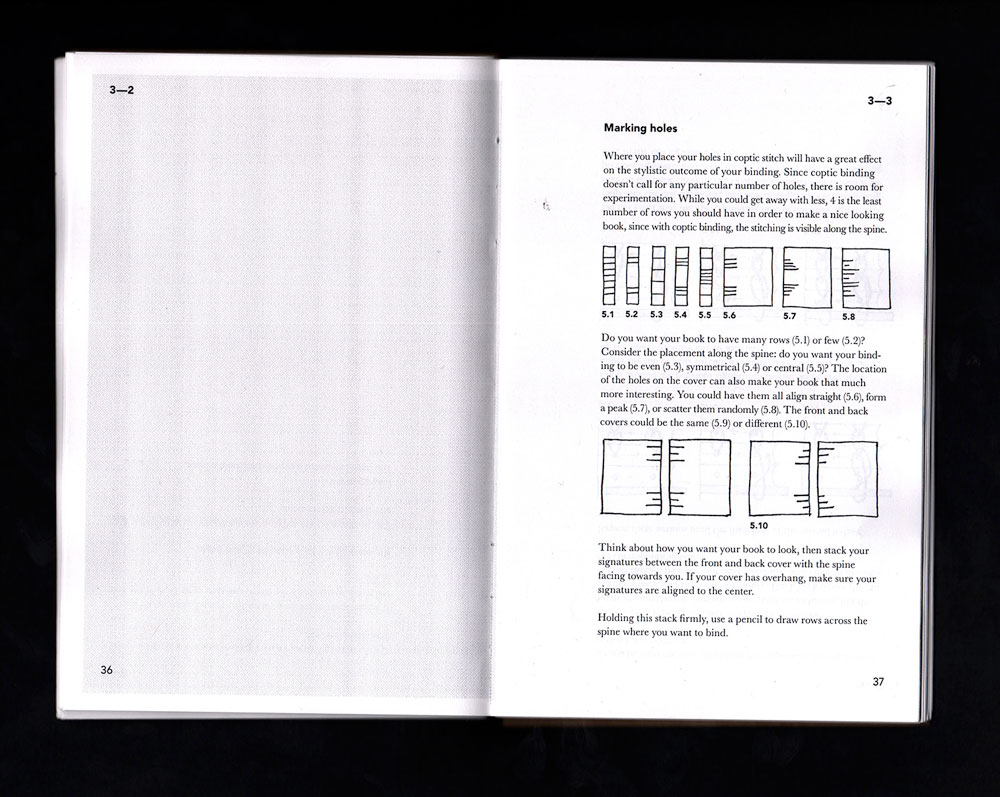 3—2
36
3—3
Marking holes
Where you place your holes in coptic stitch will have a great effect
on the stylistic outcome of your binding. Since coptic binding
doesn't call for any particular number of holes, there is room for
experimentation. While you could get away with less, 4 is the least
number of rows you should have in order to make a nice looking
book, since with coptic binding, the stitching is visible along the spine.
5.1 5.2 5.3 5.4 5.5 5.6 5.7 5.8
Do you want your book to have many rows (5.1) or few (5.2)?
Consider the placement along the spine: do you want your bind-
ing to be even (5.3), symmetrical (5.4) or central (5.5)? The location
of the holes on the cover can also make your book that much
more interesting. You could have them all align straight (5.6), form
a peak (5.7), or scatter them randomly (5.8). The front and back
covers could be the same (5.9) or different (5.10).
5.10
Think about how you want your book to look, then stack your
signatures between the front and back cover with the spine
facing towards you. If your cover has overhang, make sure your
signatures are aligned to the center.
Holding this stack firmly, use a pencil to draw rows across the
spine where you want to bind.
37